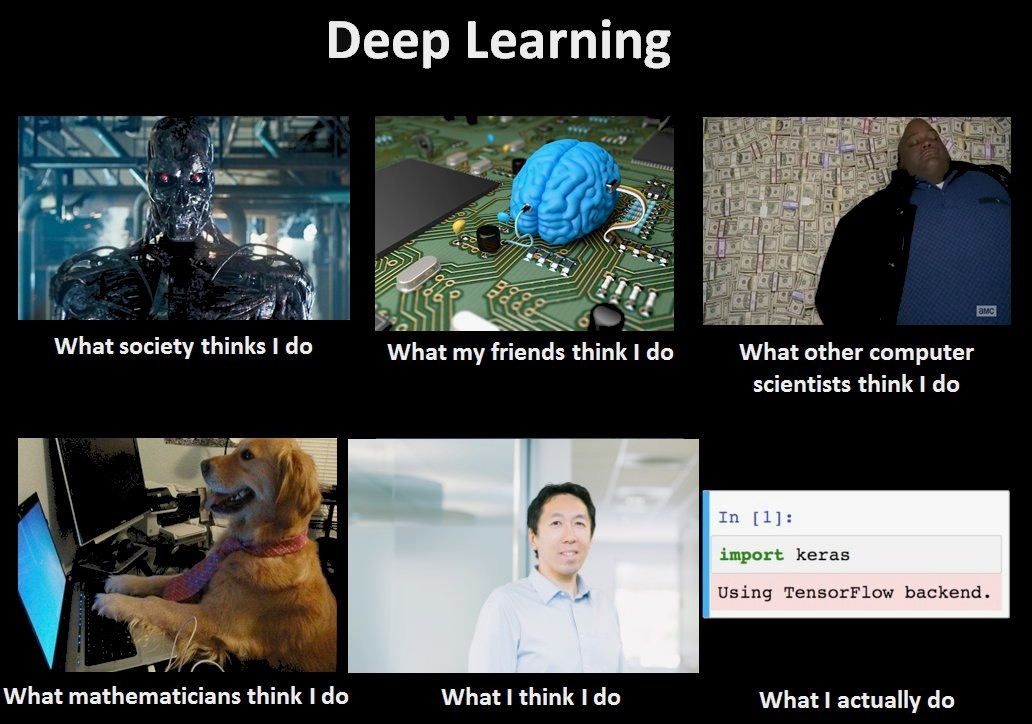 Deep Learning
amc
What society thinks I do
What my friends think I do
What other computer
scientists think I do
In [1]:
import keras
Using TensorFlow backend.
What mathematicians think I do
What I think I do
What I actually do